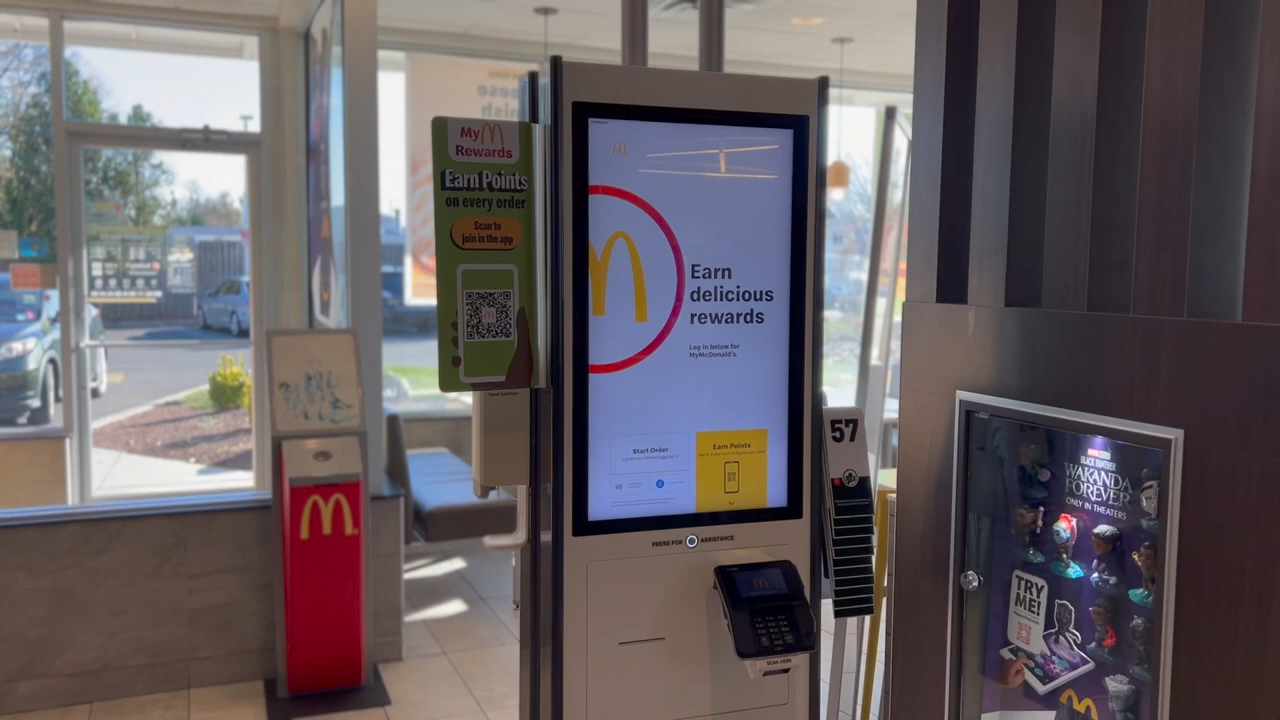 My
Rewards
Earn Points
on every order
Scan to
join in the app
Hand Sanitizer
Earn
delicious
rewards
Log in below for
MyMcDonald's.
Start Order
Earn Points
PRESS FOR ASSISTANCE
SCAN HERE
57
BLACK PANTHER
WAKANDA
FOREVER
ONLY IN THEATERS
TRY
ME!